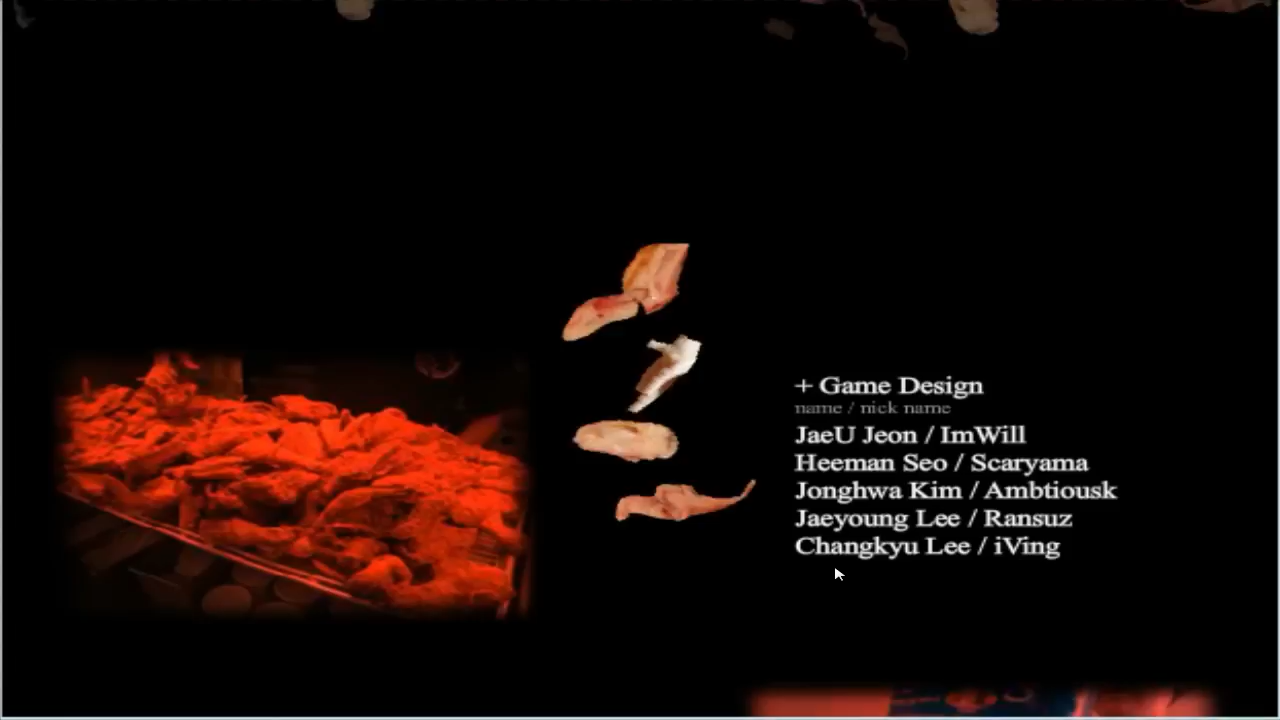 + Game Design
name / nick name
JaeU Jeon / ImWill
Heeman Seo / Scaryama
Jonghwa Kim / Ambtiousk
Jaeyoung Lee / Ransuz
Changkyu Lee / iVing